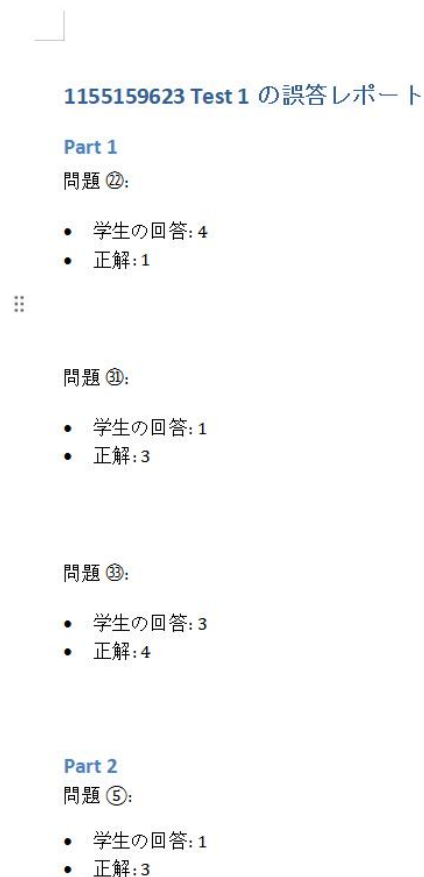 1155159623 Test 1 の誤答レポート
Part 1
問題 ㉒:
• 学生の回答: 4
• 正解: 1
問題 ㉛:
• 学生の回答: 1
• 正解: 3
問題 ㉝:
• 学生の回答: 3
• 正解: 4
Part 2
問題 ⑤:
• 学生の回答: 1
• 正解: 3